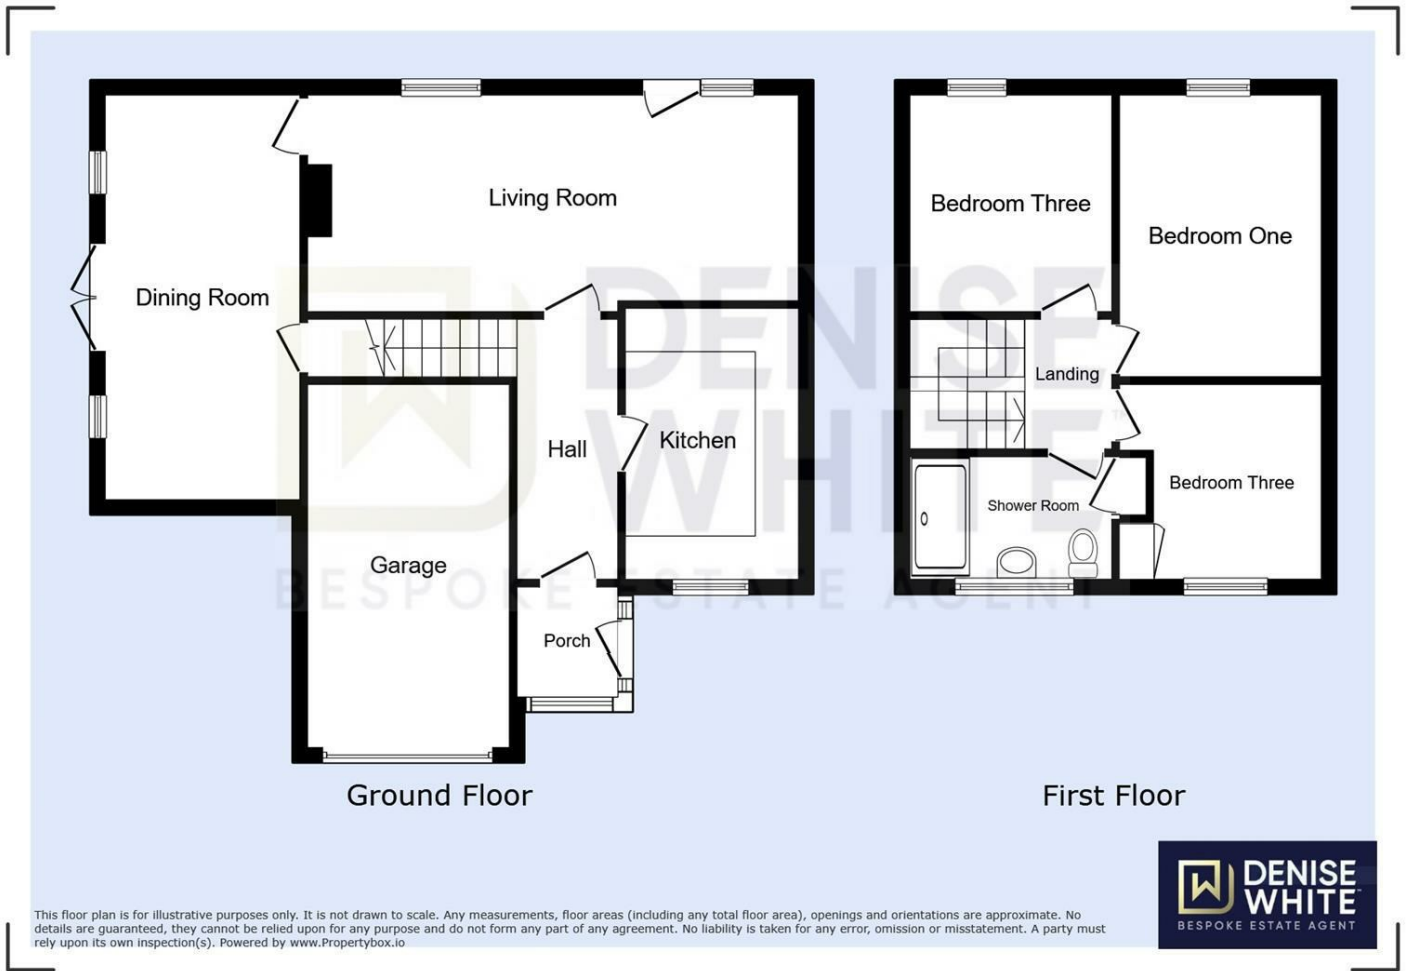 Living Room
Dining Room
Hall
Kitchen
Garage
Porch
Ground Floor
Bedroom Three
Bedroom One
Landing
Shower Room
Bedroom Three
First Floor
DENISE
WHITE™
BESPOKE ESTATE AGENT
This floor plan is for illustrative purposes only. It is not drawn to scale. Any measurements, floor areas (including any total floor area), openings and orientations are approximate. No
details are guaranteed, they cannot be relied upon for any purpose and do not form any part of any agreement. No liability is taken for any error, omission or misstatement. A party must
rely upon its own inspection(s). Powered by www.Propertybox.io
DENISE
WHITE™
BESPOKE ESTATE AGENT